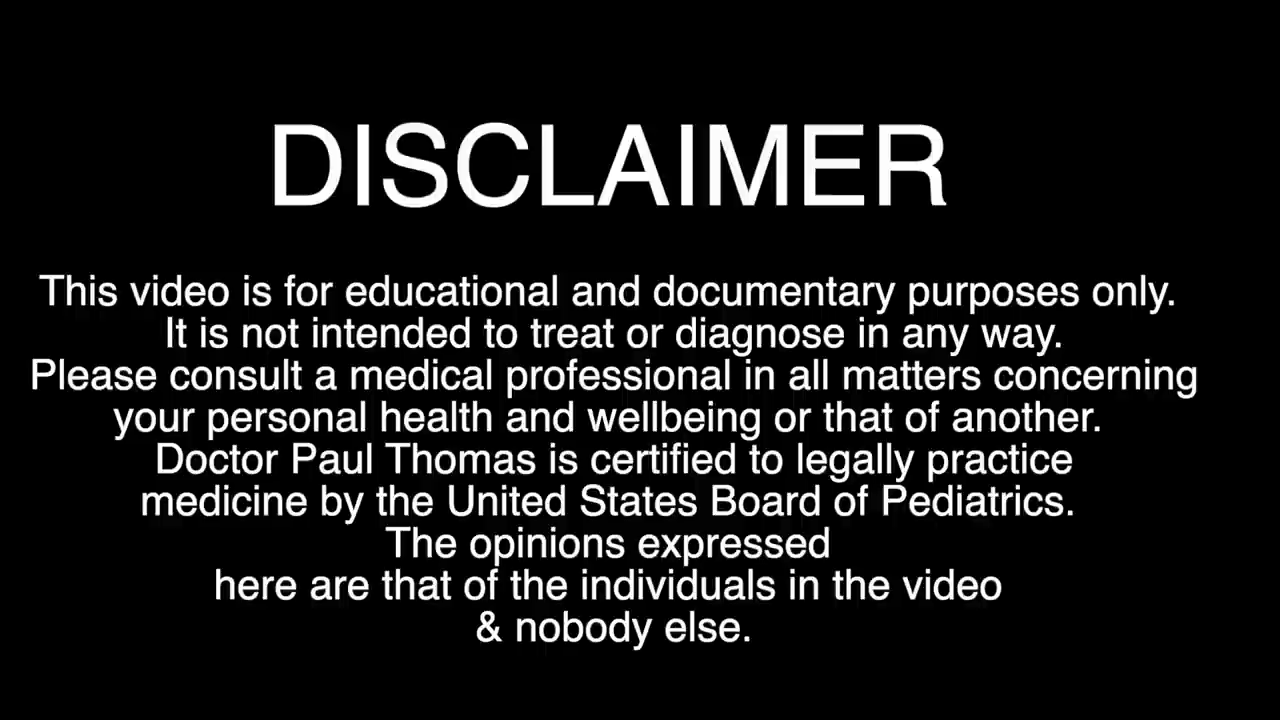 DISCLAIMER
This video is for educational and documentary purposes only.
It is not intended to treat or diagnose in any way.
Please consult a medical professional in all matters concerning
your personal health and wellbeing or that of another.
Doctor Paul Thomas is certified to legally practice
medicine by the United States Board of Pediatrics.
The opinions expressed
here are that of the individuals in the video
& nobody else.